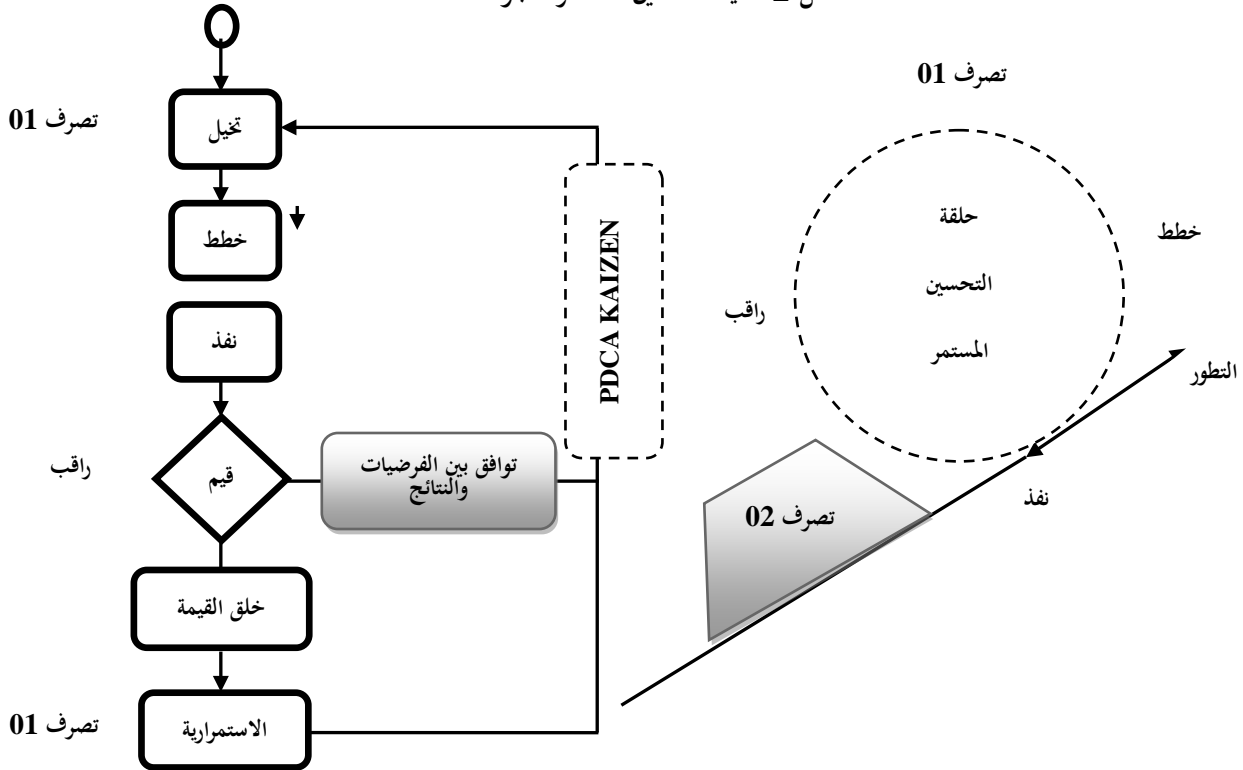 تصرف 01
تخيل
خطط
نفذ
راقب
قيم
توافق بين الفرضيات
والنتائج
خلق القيمة
تصرف 01
الاستمرارية
PDCA KAIZEN
تصرف 01
حلقة
التحسين
المستمر
خطط
راقب
التطور
نفذ
تصرف 02